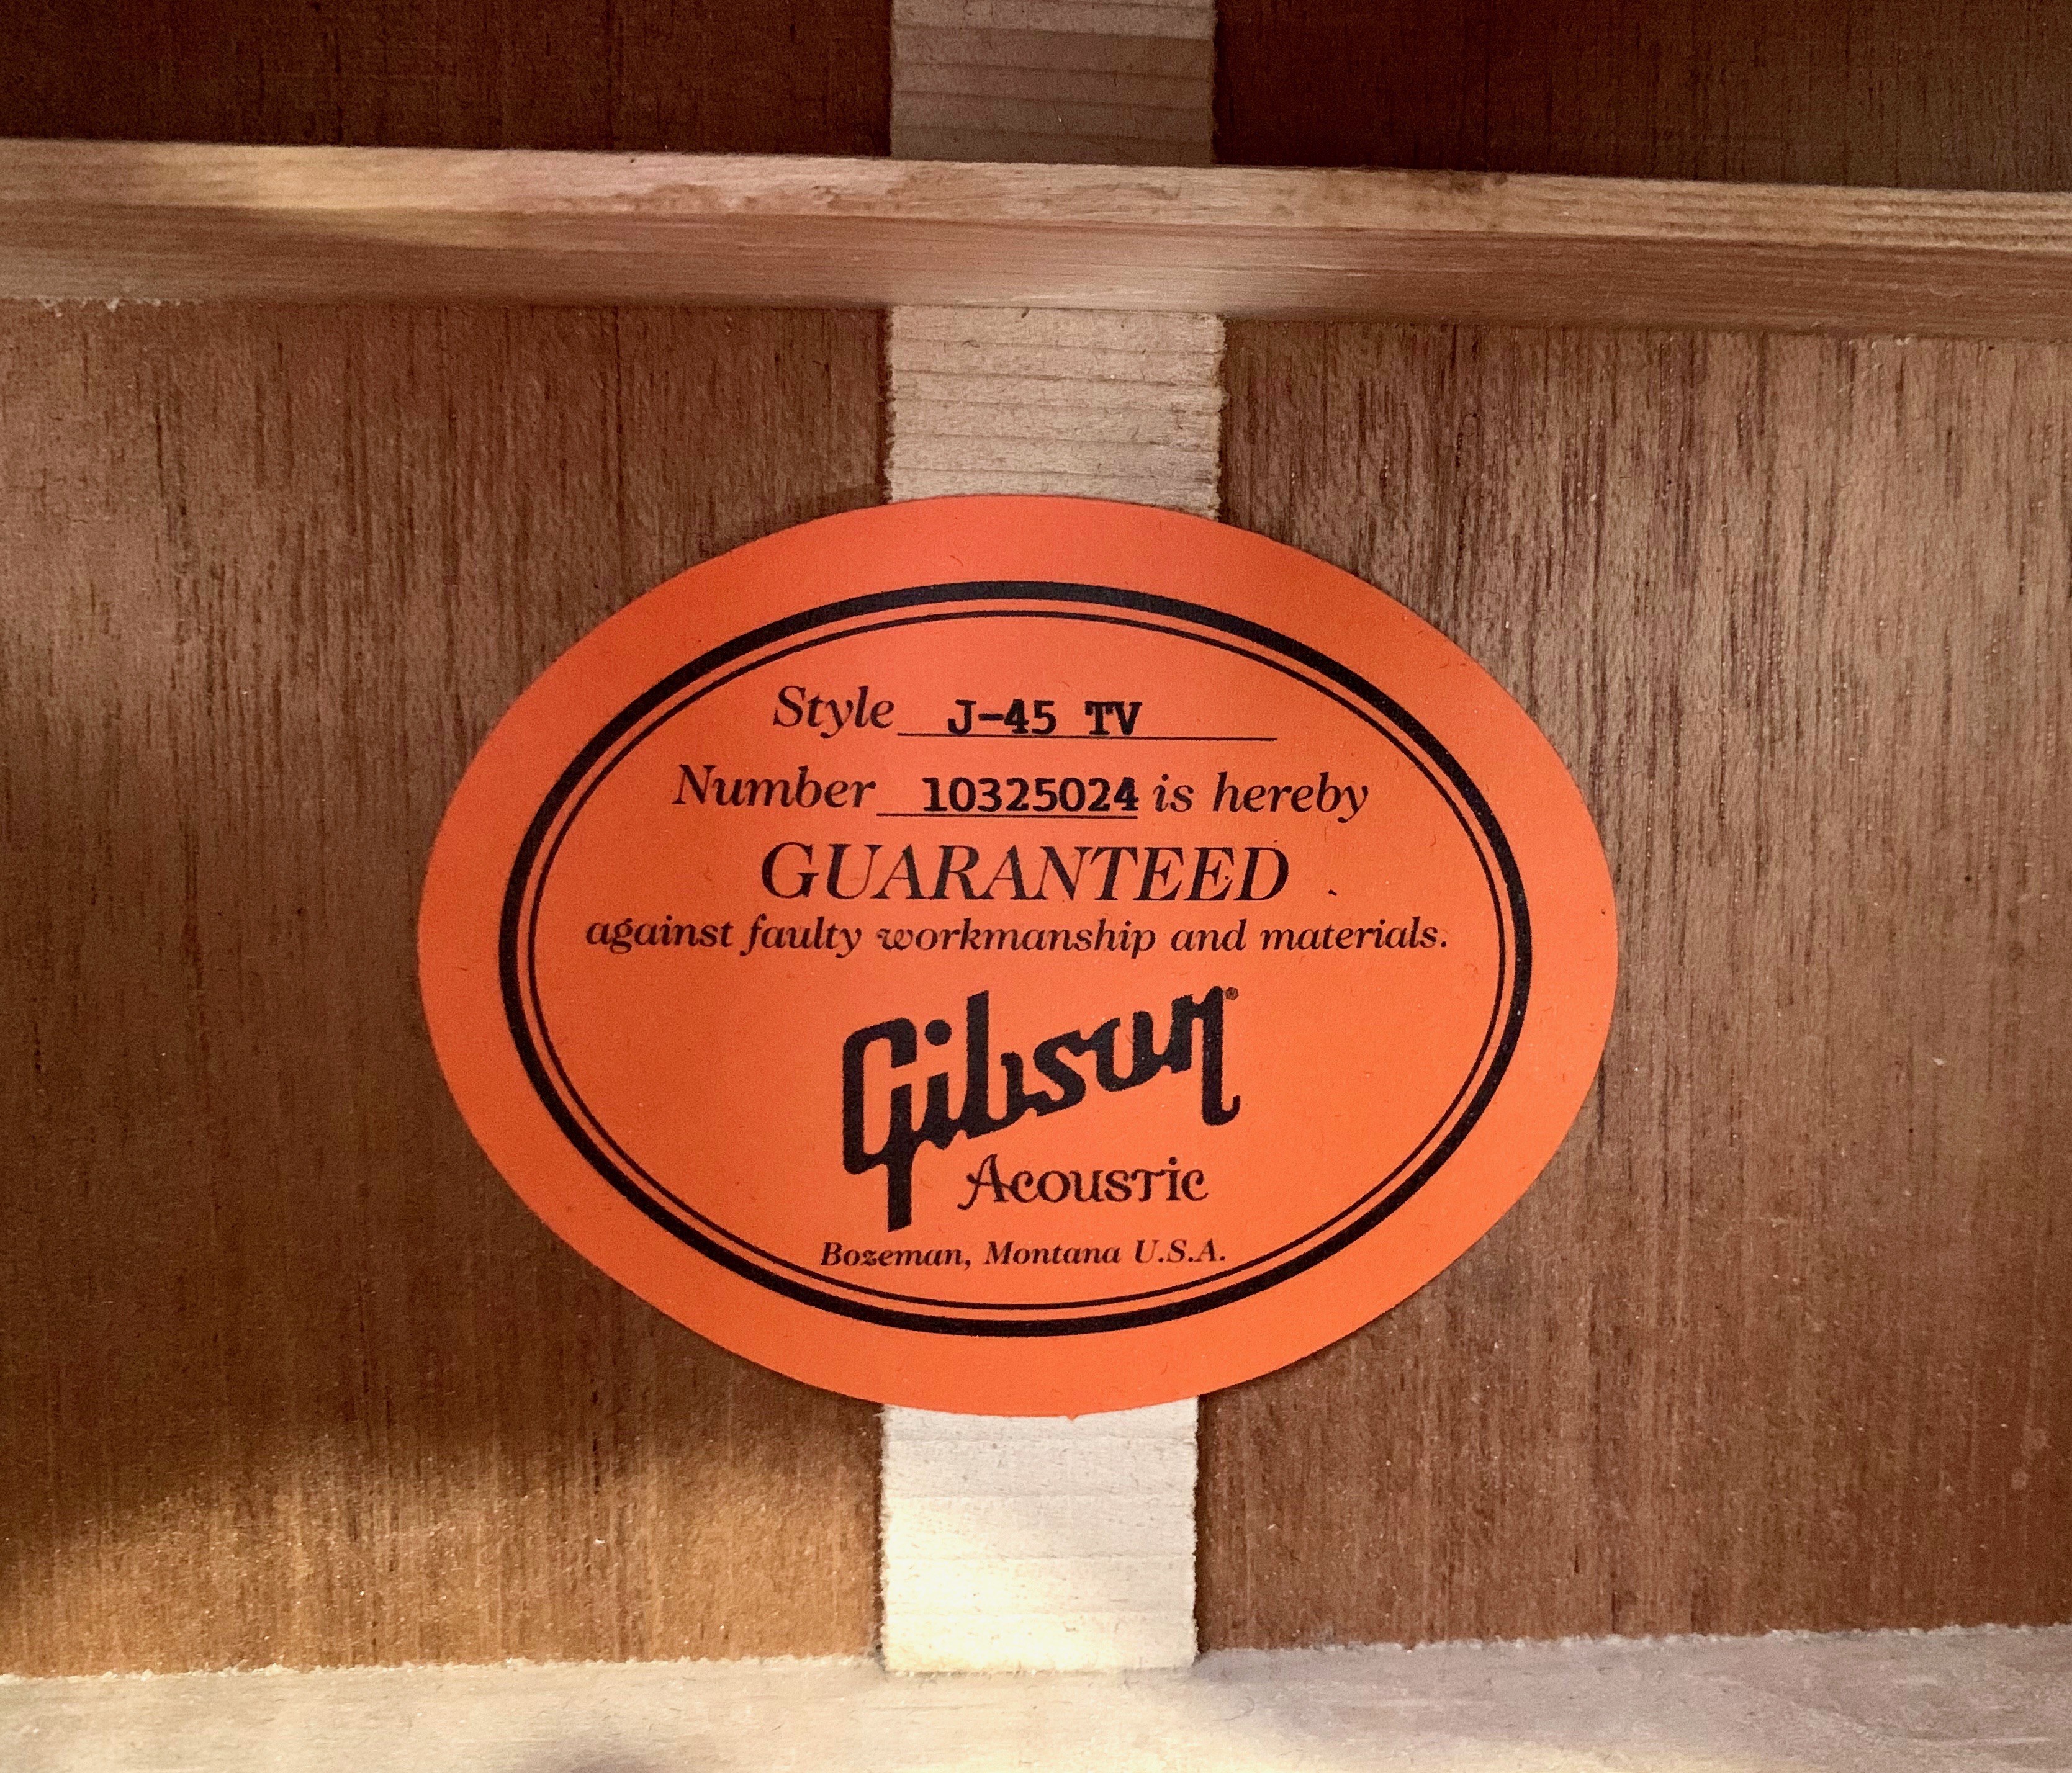 Style J-45 TV
Number 10325024 is hereby
GUARANTEED
against faulty workmanship and materials.
Gibson®
Acoustic
Bozeman, Montana U.S.A.